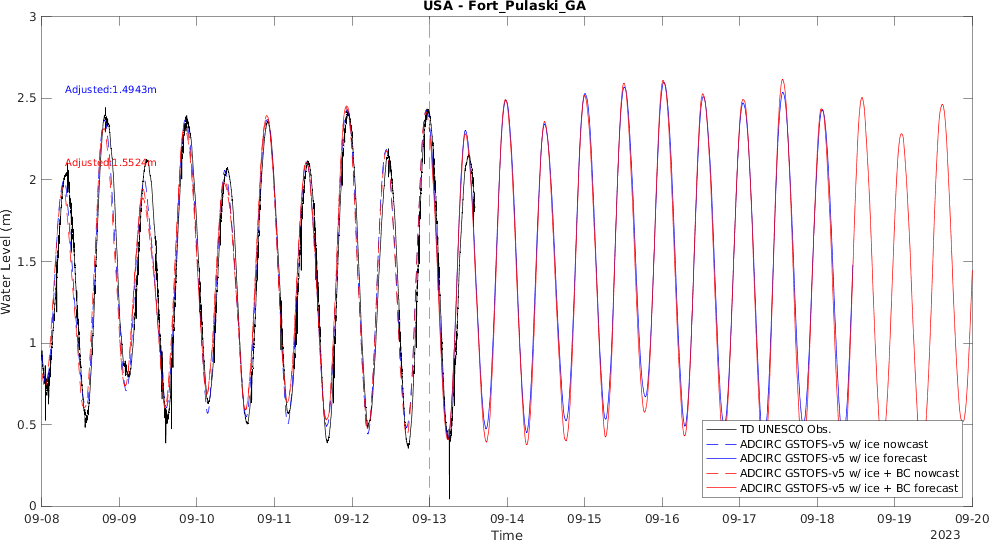 USA - Fort_Pulaski_GA
3
2.5
2
1.5
1
0.5
0
Water Level (m)
Adjusted:1.4943m
Adjusted:1.5524m
TD UNESCO Obs.
ADCIRC GSTOFS-v5 w/ ice nowcast
ADCIRC GSTOFS-v5 w/ ice forecast
ADCIRC GSTOFS-v5 w/ ice + BC nowcast
ADCIRC GSTOFS-v5 w/ ice + BC forecast
09-08 09-09 09-10 09-11 09-12 09-13 09-14 09-15 09-16 09-17 09-18 09-19 09-20
Time
2023